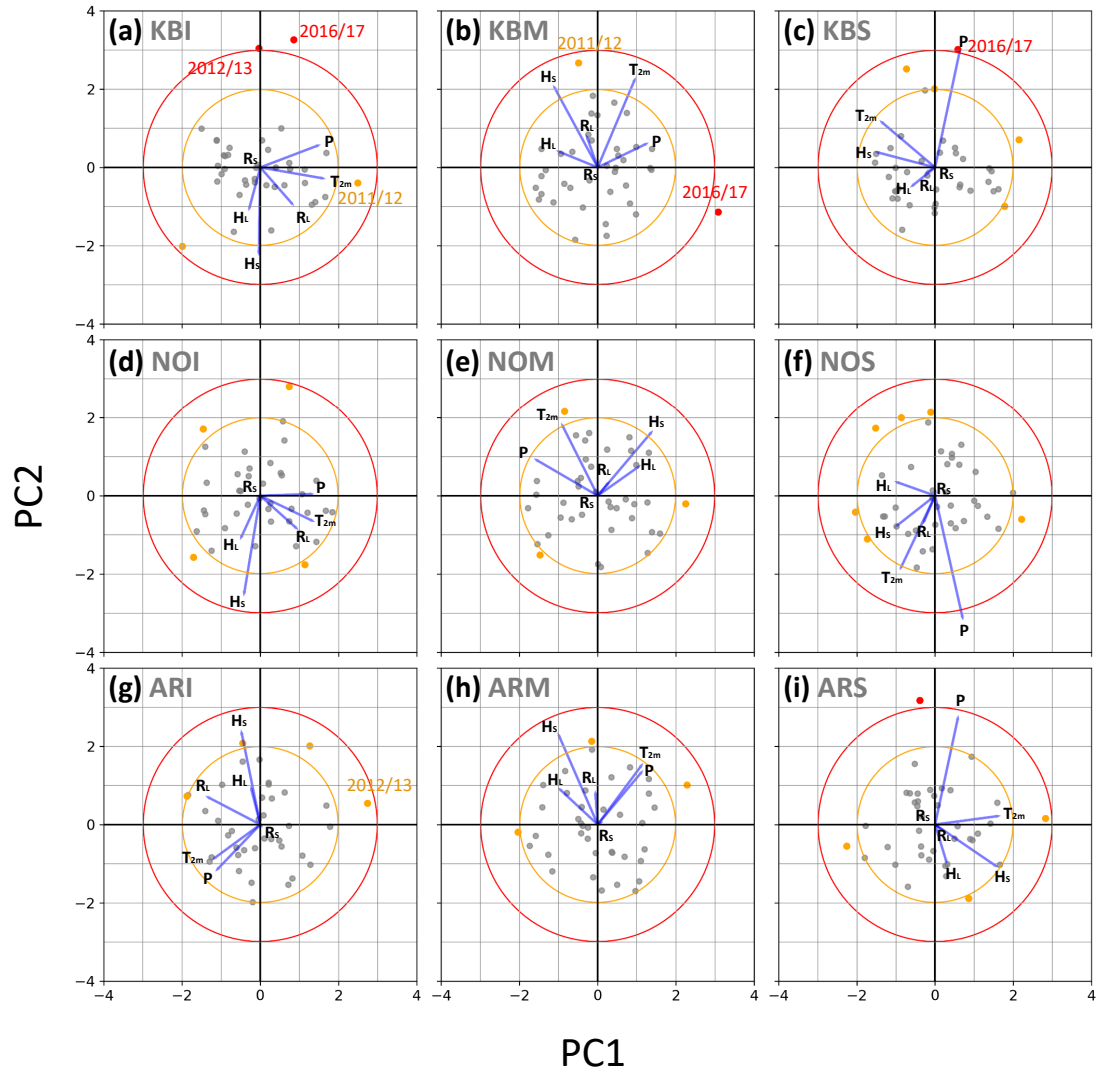 (a) KBI
2016/17
2012/13
P
RS
T2m
2011/12
HL
RL
HS
(b) KBM
2011/12
HS
T2m
RL
P
HL
RS
2016/17
(c) KBS
P
2016/17
T2m
HS
RS
RL
HL
4
2
0
−2
−4
(d) NOI
RS
P
T2m
RL
HL
HS
(e) NOM
T2m
HS
P
RL
HL
RS
(f) NOS
HL
RS
HS
RL
T2m
P
4
2
0
−2
−4
PC2
(g) ARI
HS
RL
HL
2012/13
RS
T2m
P
(h) ARM
HS
T2m
P
RL
HL
RS
(i) ARS
P
RS
T2m
RL
HL
HS
4
2
0
−2
−4
−4 −2 0 2 4
−4 −2 0 2 4
−4 −2 0 2 4
PC1